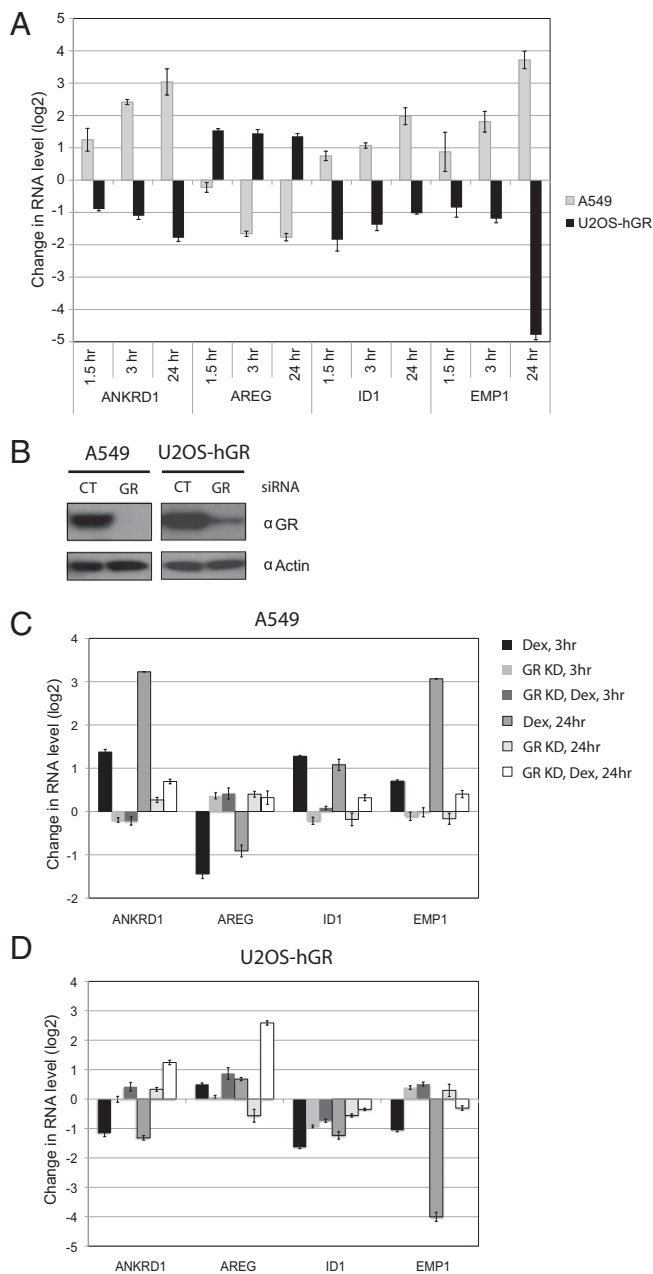 A
Change in RNA level (log2)
5
4
3
2
1
0
-1
-2
-3
-4
-5
1.5 hr 3 hr 24 hr 1.5 hr 3 hr 24 hr 1.5 hr 3 hr 24 hr 1.5 hr 3 hr 24 hr
ANKRD1 AREG ID1 EMP1
A549
U2OS-hGR
B
A549 U2OS-hGR
CT GR CT GR siRNA
αGR
αActin
C
A549
Change in RNA level (log2)
4
3
2
1
0
-1
-2
ANKRD1 AREG ID1 EMP1
Dex, 3hr
GR KD, 3hr
GR KD, Dex, 3hr
Dex, 24hr
GR KD, 24hr
GR KD, Dex, 24hr
D
U2OS-hGR
Change in RNA level (log2)
4
3
2
1
0
-1
-2
-3
-4
-5
ANKRD1 AREG ID1 EMP1